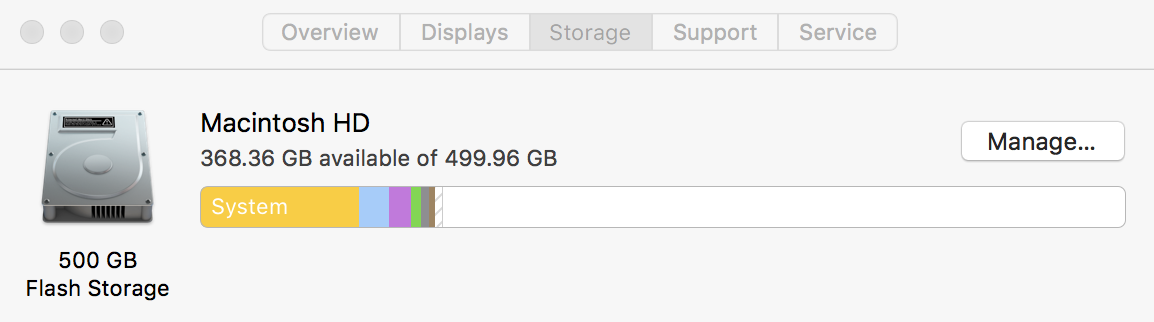 Overview Displays Storage Support Service
Macintosh HD
368.36 GB available of 499.96 GB
Manage...
System
500 GB
Flash Storage